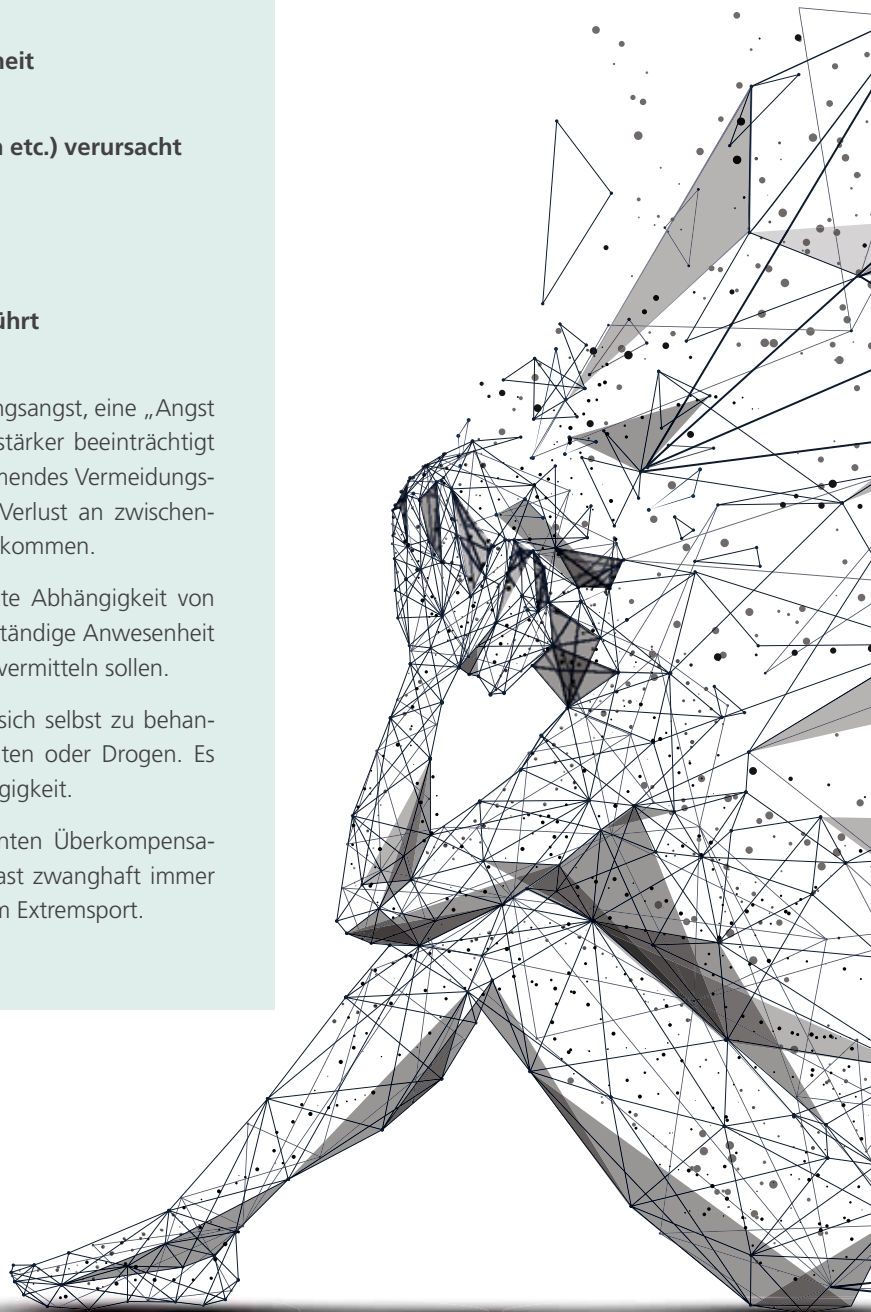 heit
n etc.) verursacht
ührt
ngsangst, eine „Angst
stärker beeinträchtigt
mendes Vermeidungs-
Verlust an zwischen-
kommen.
te Abhängigkeit von
tändige Anwesenheit
vermitteln sollen.
sich selbst zu behan-
ten oder Drogen. Es
gigkeit.
nten Überkompensa-
ast zwanghaft immer
m Extremsport.